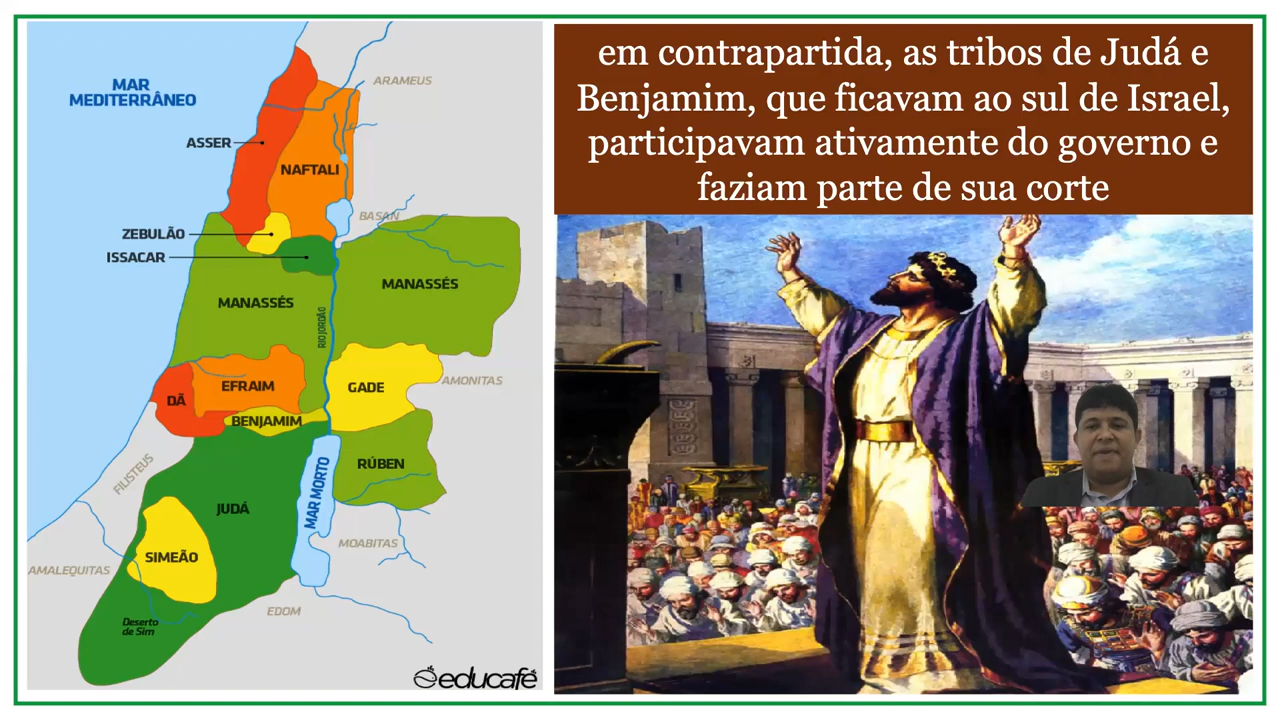 em contrapartida, as tribos de Judá e
Benjamim, que ficavam ao sul de Israel,
participavam ativamente do governo e
faziam parte de sua corte
MAR
MEDITERRÂNEO
ARAMEUS
ASSER
NAFTALI
BASAN
ZEBULÃO
ISSACAR
MANASSÉS
MANASSÉS
RIO JORDÃO
EFRAIM
GADE
AMONITAS
DÃ
BENJAMIM
FILISTEUS
RÚBEN
MAR MORTO
JUDÁ
MOABITAS
SIMEÃO
AMALEQUITAS
EDOM
Deserto
de Sim
educafé